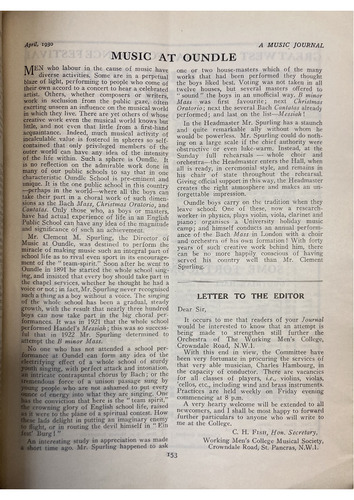 April, 1930
A MUSIC JOURNAL
MUSIC AT OUNDLE
MEN who labour in the cause of music have
diverse activities. Some are in a perpetual
blaze of light, performing to people who come of
their own accord to a concert to hear a celebrated
artist. Others, whether composers or writers,
work in seclusion from the public gaze, often
exerting an influence on all the musical world
in which they live. There are yet others of whose
creative work even the musical world knows but
little, and not even that little from a first-hand
acquaintance. Indeed, much musical activity of
incalculable value is fostered in areas so self-
contained that only privileged members of the
outer world can have any idea of the intensity
of the life within. Such a sphere is Oundle. It
is no reflection on the admirable work done in
many of our public schools to say that in one
characteristic Oundle School is pre-eminent and
unique. It is the one public school in this country
—perhaps in the world—where all the boys can
take their part in a choral work of such dimensions
as the Bach Mass, Christmas Oratorio, and
Cantatas. Only those who, as boys or masters,
have had actual experience of life in an English
Public School can have any idea of the magnitude
and significance of such an achievement.
Mr. Clement M. Spurling, the Director of
Music at Oundle, was determined to perform the
miracle of making music such an integral part of
school life as to rival even sport in its encourage-
ment of the "team-spirit." Soon after he went to
Oundle in 1891 he started the whole school sing-
ing, and insisted that every boy should take part in
the chapel services, whether he thought he had a
voice or not; in fact, Mr. Spurling never recognised
such a thing as a boy without a voice. The singing
of the whole school has been a gradual, steady
growth, with the result that nearly three hundred
boys can now take part in the big choral per-
formances. It was in 1921 that the whole school
performed Handel's Messiah; this was so success-
ful that in 1922 Mr. Spurling determined to
attempt the B minor Mass.
No one who has not attended a school per-
formance at Oundle can form any idea of the
electrifying effect of a whole school of sturdy
youth singing, with perfect attack and intonation,
an intricate contrapuntal chorus by Bach; or the
tremendous force of a unison passage sung by
young people who are not ashamed to put every
ounce of energy into what they are singing. One
has the conviction that here is the "team spirit,"
the crowning glory of English school life, raised
as it were to the plane of a spiritual contest. How
these lads delight in putting an imaginary enemy
to flight, or in routing the devil himself in "Ein
feste Burg!"
An interesting study in appreciation was made
a short time ago. Mr. Spurling happened to ask
one or two house-masters which of the many
works that had been performed they thought
the boys liked best. Voting was not taken in all
twelve houses, but several masters offered to
"sound" the boys in an unofficial way. B minor
Mass was first favourite; next Christmas
Oratorio; next the several Bach Cantatas already
performed; and last on the list—Messiah!
In the Headmaster Mr. Spurling has a staunch
and quite remarkable ally without whom he
would be powerless. Mr. Spurling could do noth-
ing on a large scale if the chief authority were
obstructive or even luke-warm. Instead, at the
Sunday full rehearsals—whole choir and
orchestra—the Headmaster enters the Hall, when
all is ready, in ceremonial style, and remains in
his chair of state throughout the rehearsal.
Giving official support in this way, the Headmaster
creates the right atmosphere and makes an un-
forgettable impression.
Oundle boys carry on the tradition when they
leave school. One of these, now a research-
worker in physics, plays violin, viola, clarinet and
piano; organises a University holiday music
camp; and himself conducts an annual perform-
ance of the Bach Mass in London with a choir
and orchestra of his own formation! With forty
years of such creative work behind him, there
can be no more happily conscious of having
served his country well than Mr. Clement
Spurling.
LETTER TO THE EDITOR
Dear Sir,
It occurs to me that readers of your Journal
would be interested to know that an attempt is
being made to strengthen still further the
Orchestra of The Working Men's College,
Crowndale Road, N.W.1.
With this end in view, the Committee have
been very fortunate in procuring the services of
that very able musician, Charles Hambourg, in
the capacity of conductor. There are vacancies
for all classes of players, i.e., violas,
cellos, etc., including wind and brass instruments.
Practices are held weekly on Friday evening
commencing at 8 p.m.
A very hearty welcome will be extended to all
newcomers, and I shall be most happy to forward
further particulars to anyone who will write to
me at the College.
C. H. Fish, Hon. Secretary,
Working Men's College Musical Society,
Crowndale Road, St. Pancras, N.W.1.
153